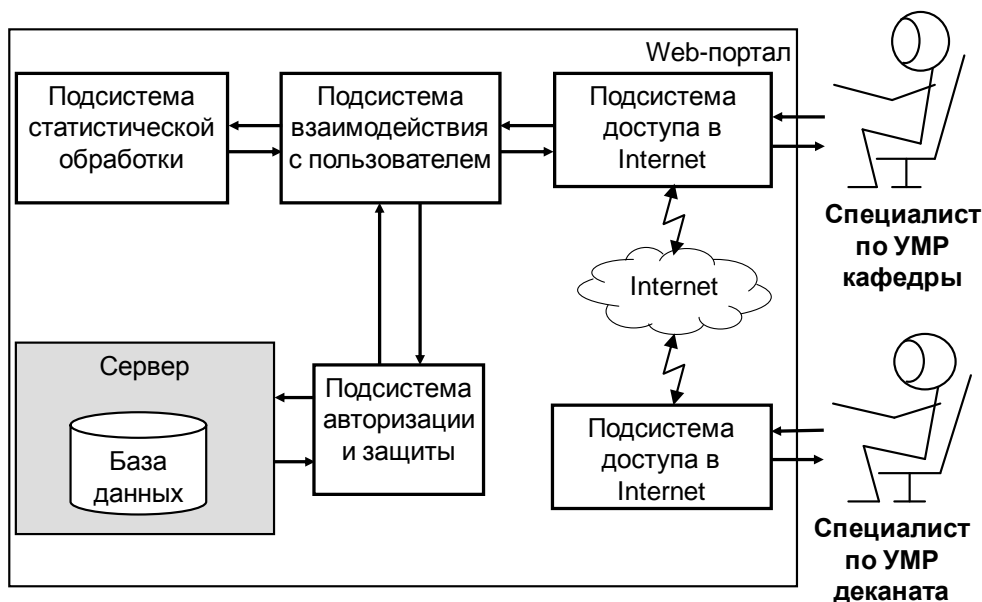 Web-портал
Подсистема
статистической
обработки
Подсистема
взаимодействия
с пользователем
Подсистема
доступа в
Internet
Специалист
по УМР
кафедры
Internet
Сервер
База
данных
Подсистема
авторизации
и защиты
Подсистема
доступа в
Internet
Специалист
по УМР
деканата